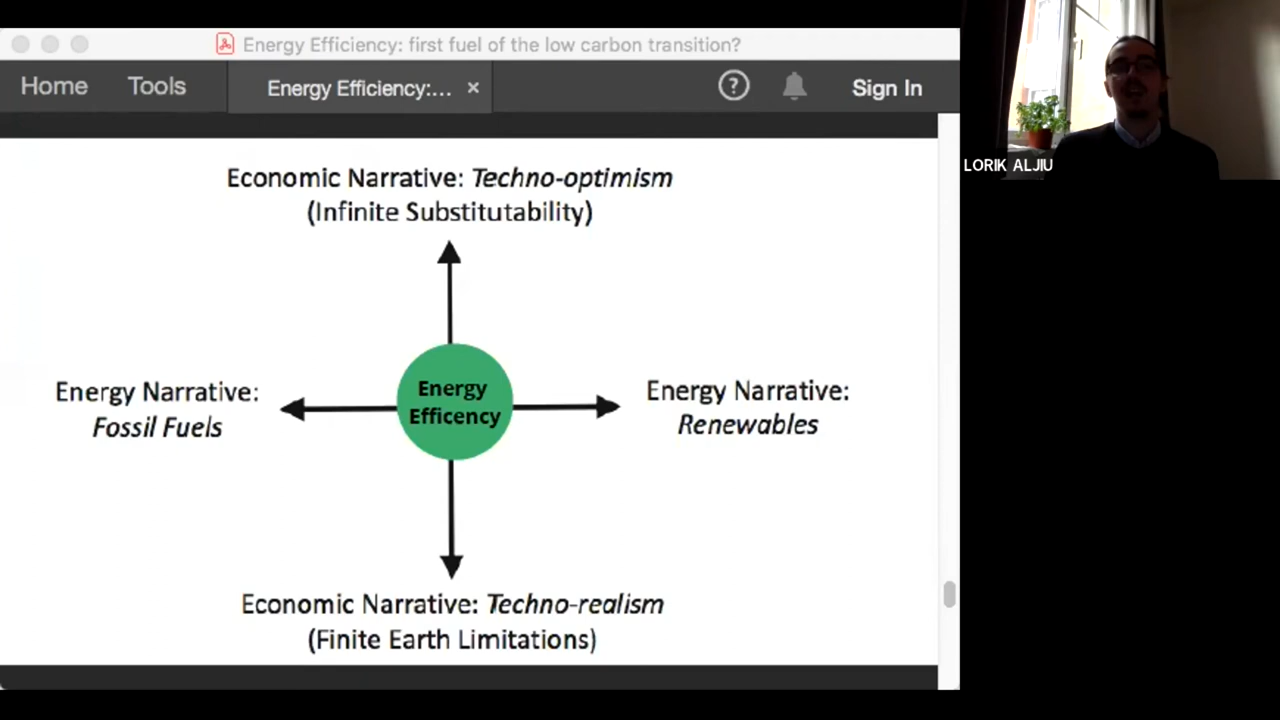 Energy Efficiency: first fuel of the low carbon transition?
Home Tools Energy Efficiency:... × ? Sign In
LORIK ALJIU
Economic Narrative: Techno-optimism
(Infinite Substitutability)
Energy Narrative:
Fossil Fuels
Energy
Efficency
Energy Narrative:
Renewables
Economic Narrative: Techno-realism
(Finite Earth Limitations)